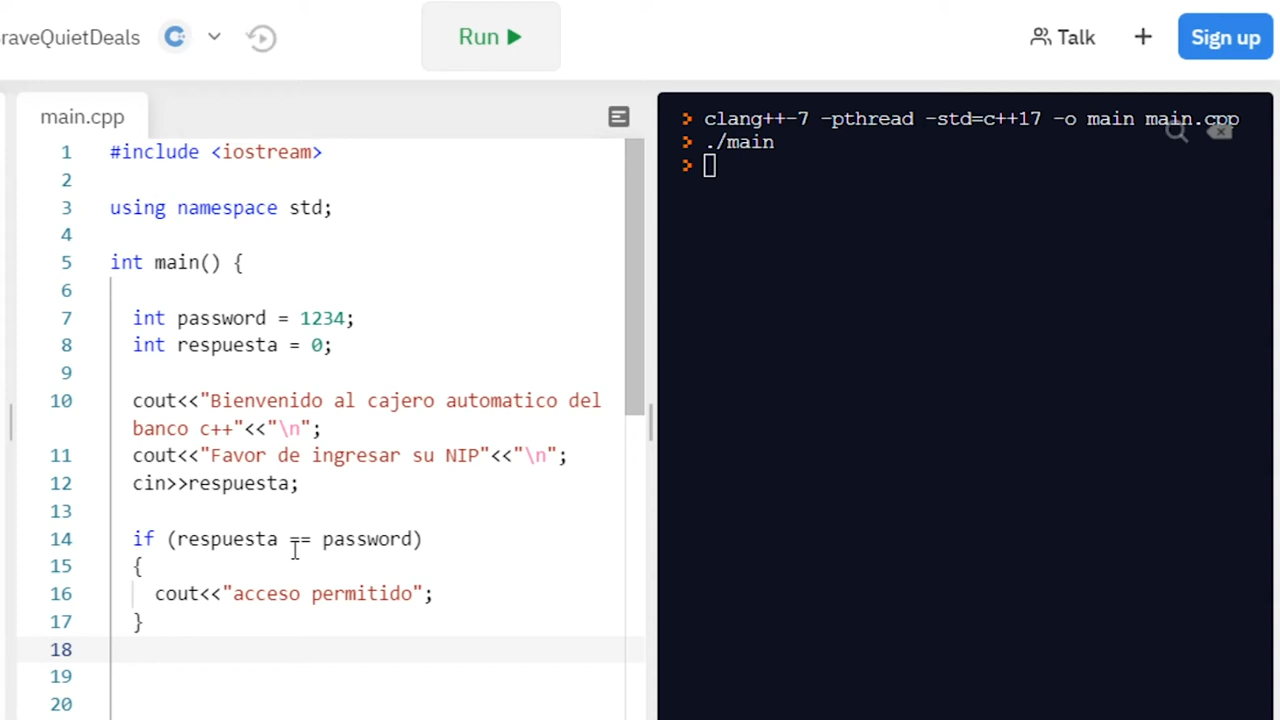 raveQuietDeals
Run
Talk
+
Sign up
main.cpp
1 #include <iostream>
2
3 using namespace std;
4
5 int main() {
6
7 int password = 1234;
8 int respuesta = 0;
9
10 cout<<"Bienvenido al cajero automatico del
banco c++"<<"\n";
11 cout<<"Favor de ingresar su NIP"<<"\n";
12 cin>>respuesta;
13
14 if (respuesta == password)
15 {
16 cout<<"acceso permitido";
17 }
18
19
20
> clang++-7 -pthread -std=c++17 -o main main.cpp
> ./main
>